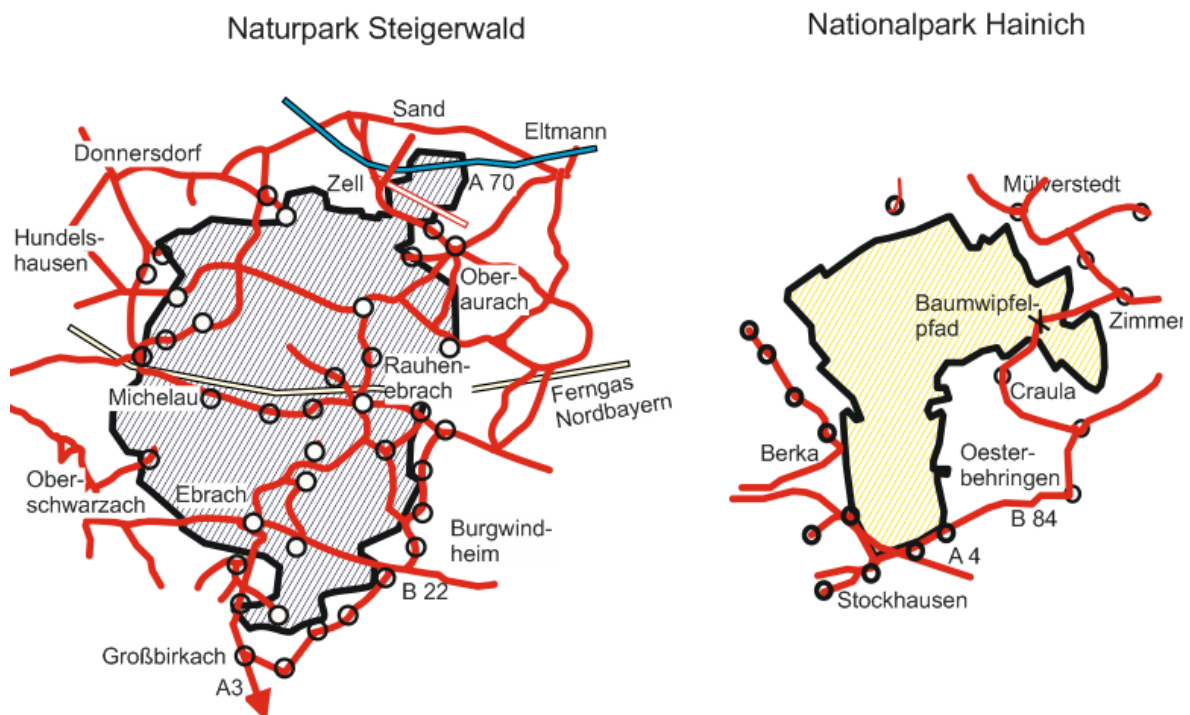 Naturpark Steigerwald
Nationalpark Hainich
Sand
Eltmann
Donnersdorf
Zell
A 70
Hundels-
hausen
Ober-
aurach
Rauhen-
ebrach
Michelau
Ferngas
Nordbayern
Ober-
schwarzach
Ebrach
Burgwind-
heim
B 22
Großbirkach
A3
Mülverstedt
Baumwipfel-
pfad
Zimmer
Craula
Berka
Oester-
behringen
B 84
A 4
Stockhausen